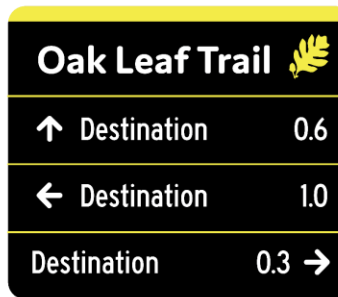 Oak Leaf Trail
↑ Destination 0.6
← Destination 1.0
Destination 0.3 →